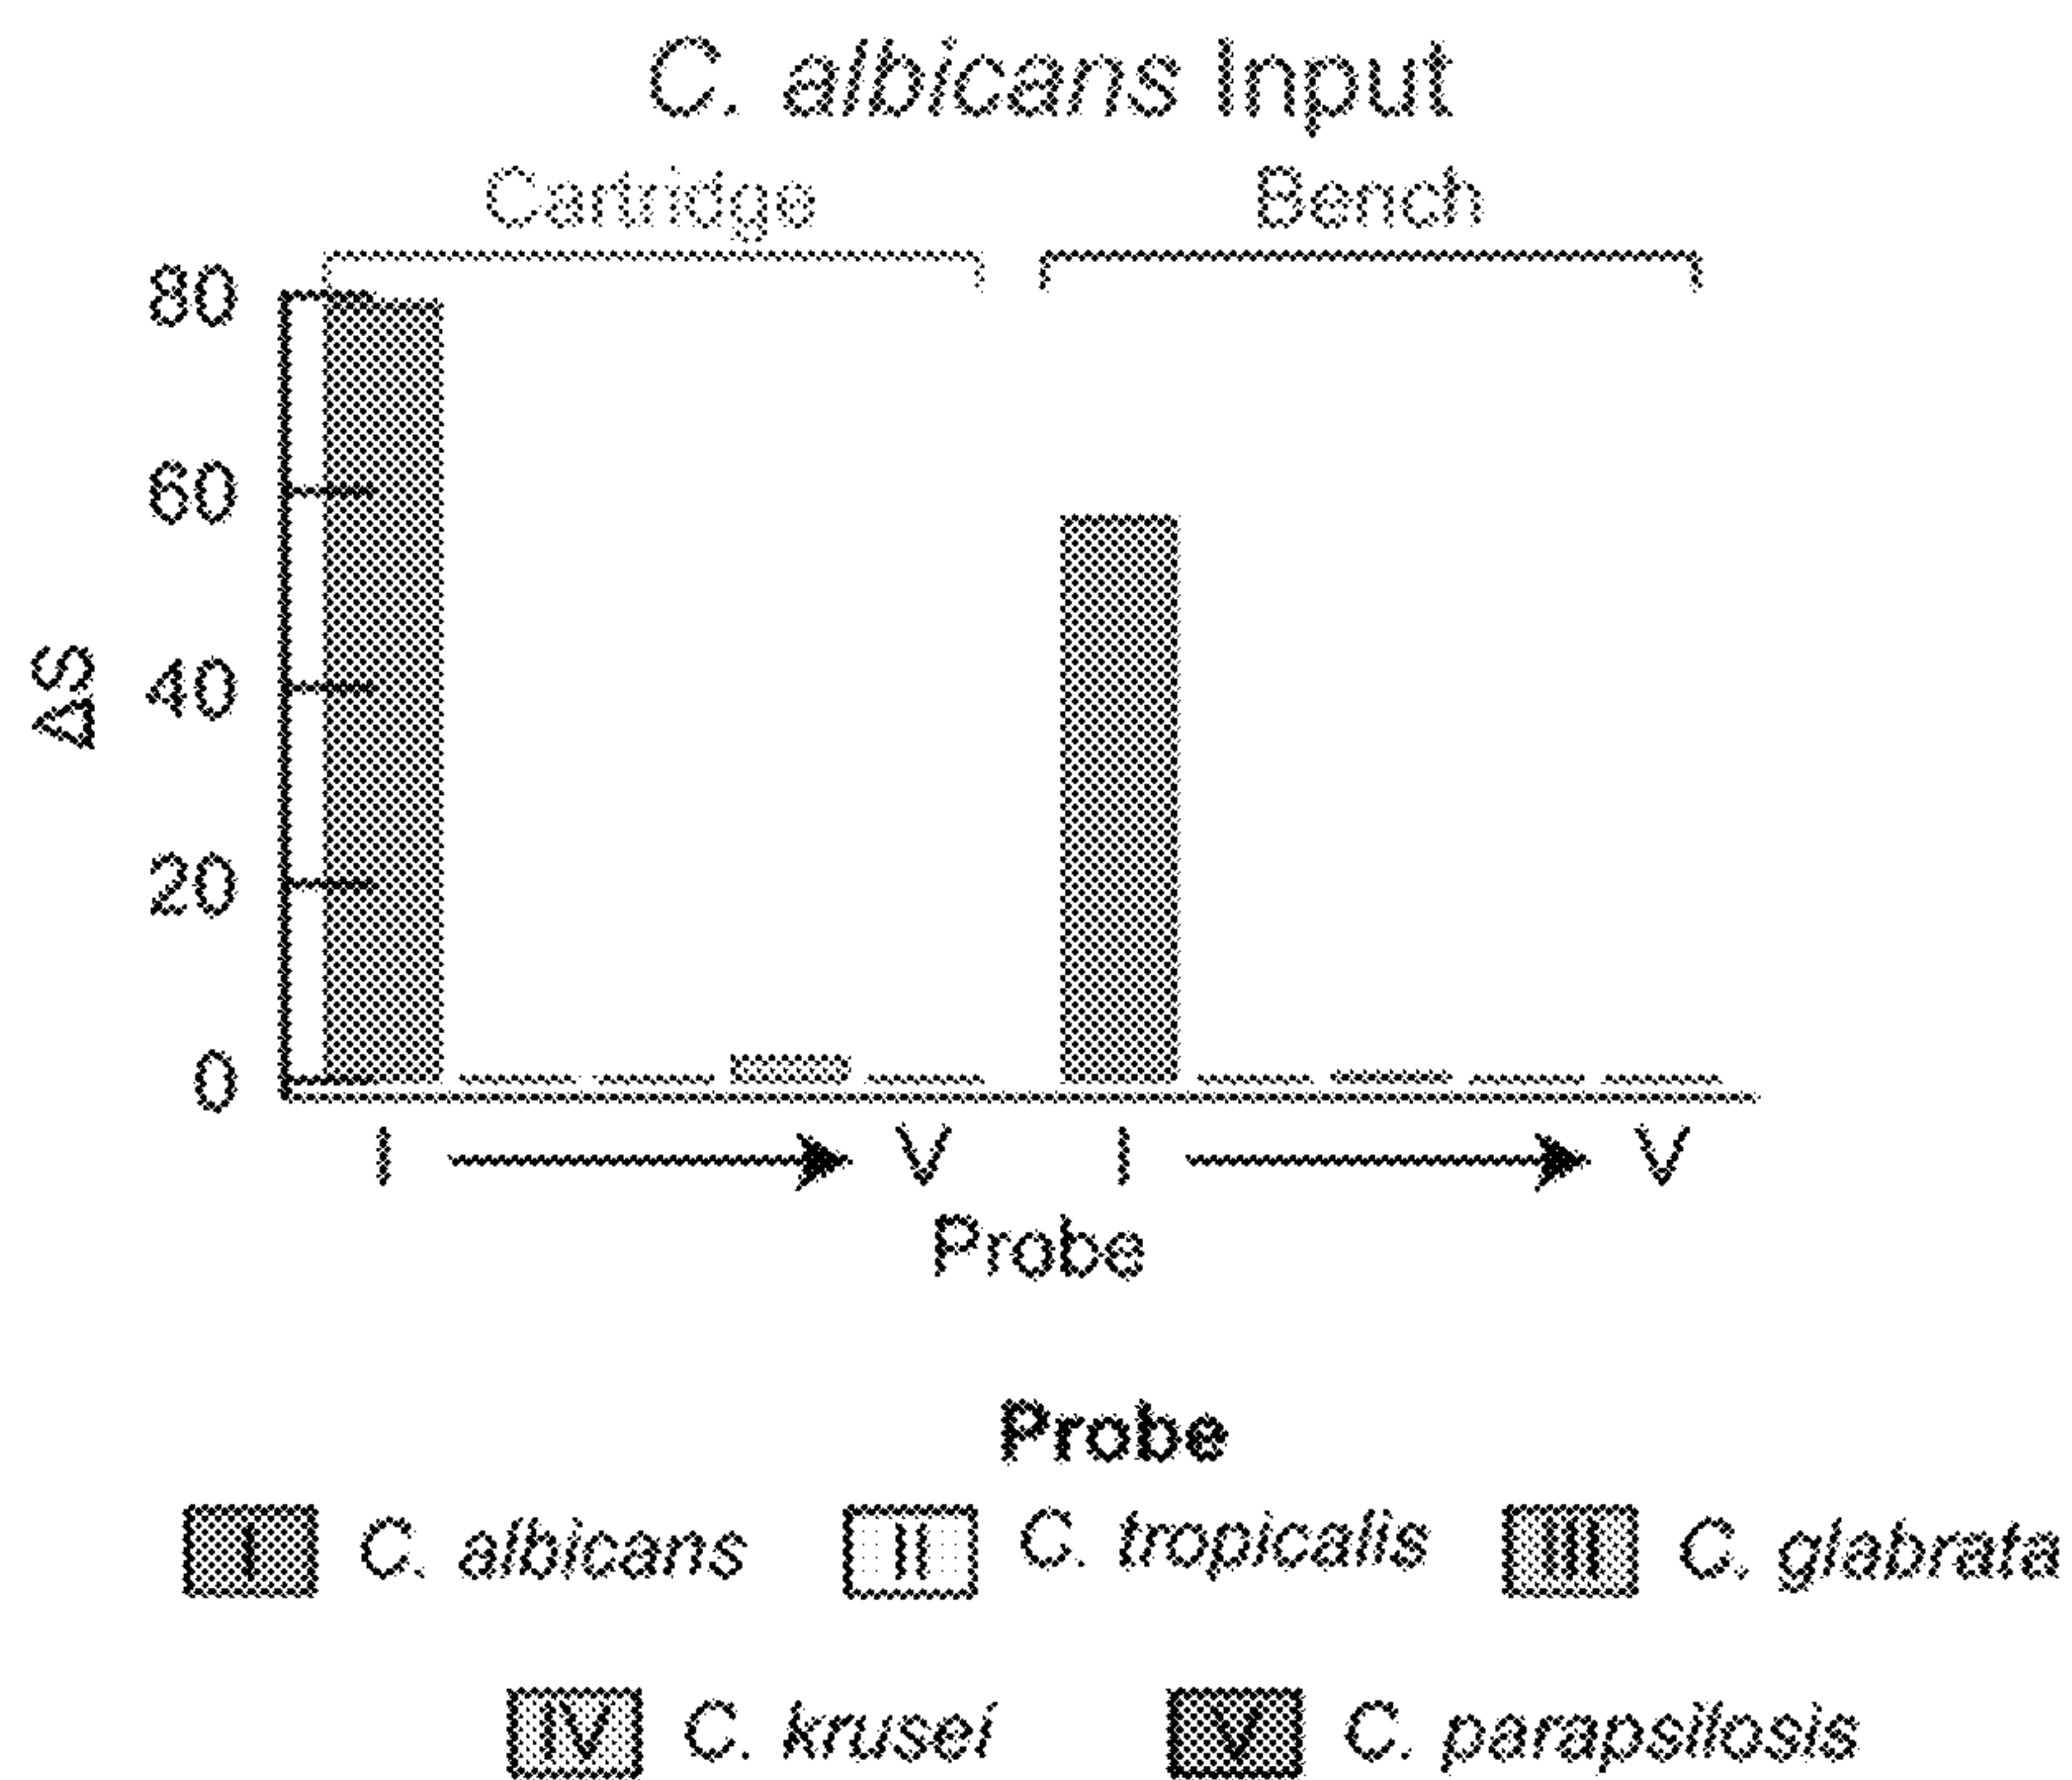 C. albicans Input
Cartridge Bench
80
60
40
20
0
ΔS
I V I V
Probe
Probe
I C. albicans II C. tropicalis III C. glabrata
IV C. krusei V C. parapsilosis